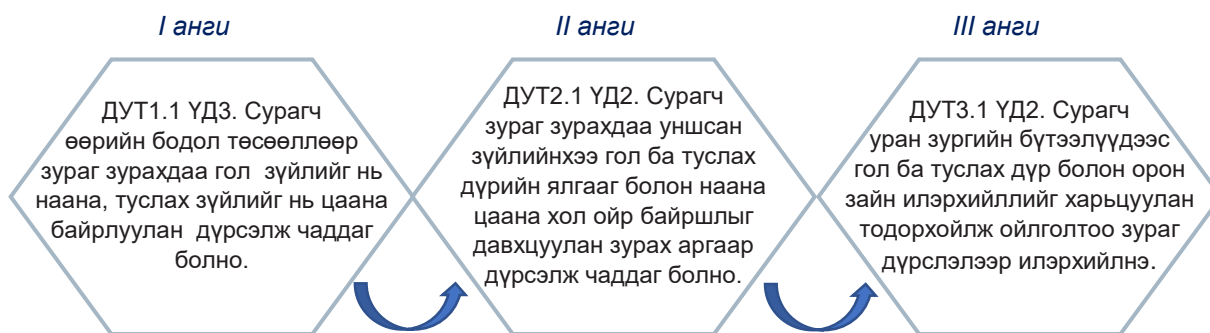 I анги
II анги
III анги
ДУТ1.1 ҮД3. Сурагч
өөрийн бодол төсөөллөөр
зураг зурахдаа гол зүйлийг нь
наана, туслах зүйлийг нь цаана
байрлуулан дүрсэлж чаддаг
болно.
ДУТ2.1 ҮД2. Сурагч
зураг зурахдаа уншсан
зүйлийнхээ гол ба туслах
дүрийн ялгааг болон наана
цаана хол ойр байршлыг
давхцуулан зурах аргаар
дүрсэлж чаддаг болно.
ДУТ3.1 ҮД2. Сурагч
уран зургийн бүтээлүүдээс
гол ба туслах дүр болон орон
зайн илэрхийллийг харьцуулан
тодорхойлж ойлголтоо зураг
дүрслэлээр илэрхийлнэ.